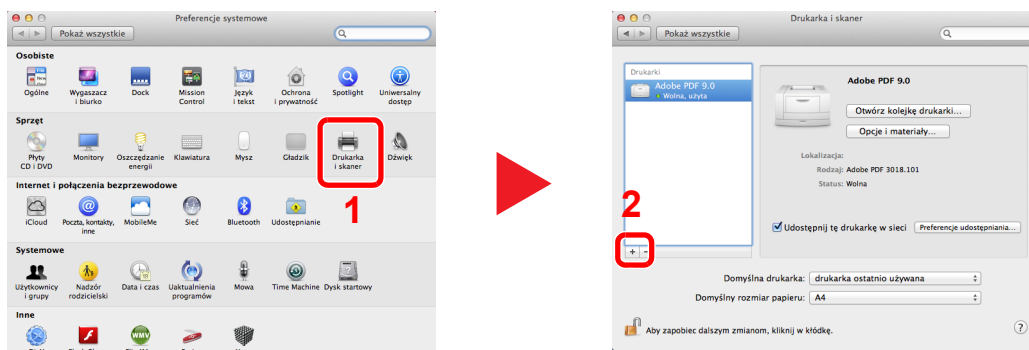 Preferencje systemowe
Pokaż wszystkie
Osobiste
Ogólne
Wygaszacz i biurko
Dock
Mission Control
Język i tekst
Ochrona i prywatność
Spotlight
Uniwersalny dostęp
Sprzęt
Płyty CD i DVD
Monitory
Oszczędzanie energii
Klawiatura
Mysz
Gładzik
Drukarka i skaner
Dźwięk
Internet i połączenia bezprzewodowe
iCloud
Poczta, kontakty, inne
MobileMe
Sieć
Bluetooth
Udostępnianie
1
Systemowe
Użytkownicy i grupy
Nadzór rodzicielski
Data i czas
Uaktualnienia programów
Mowa
Time Machine
Dysk startowy
Inne
WMV
Drukarka i skaner
Pokaż wszystkie
Drukarki
Adobe PDF 9.0
Wolna, użyta
Adobe PDF 9.0
Otwórz kolejkę drukarki...
Opcje i materiały...
Lokalizacja:
Rodzaj: Adobe PDF 3018.101
Status: Wolna
2
Udostępnij tę drukarkę w sieci
Preferencje udostępniania...
+ -
Domyślna drukarka: drukarka ostatnio używana
Domyślny rozmiar papieru: A4
Aby zapobiec dalszym zmianom, kliknij w kłódkę.
?